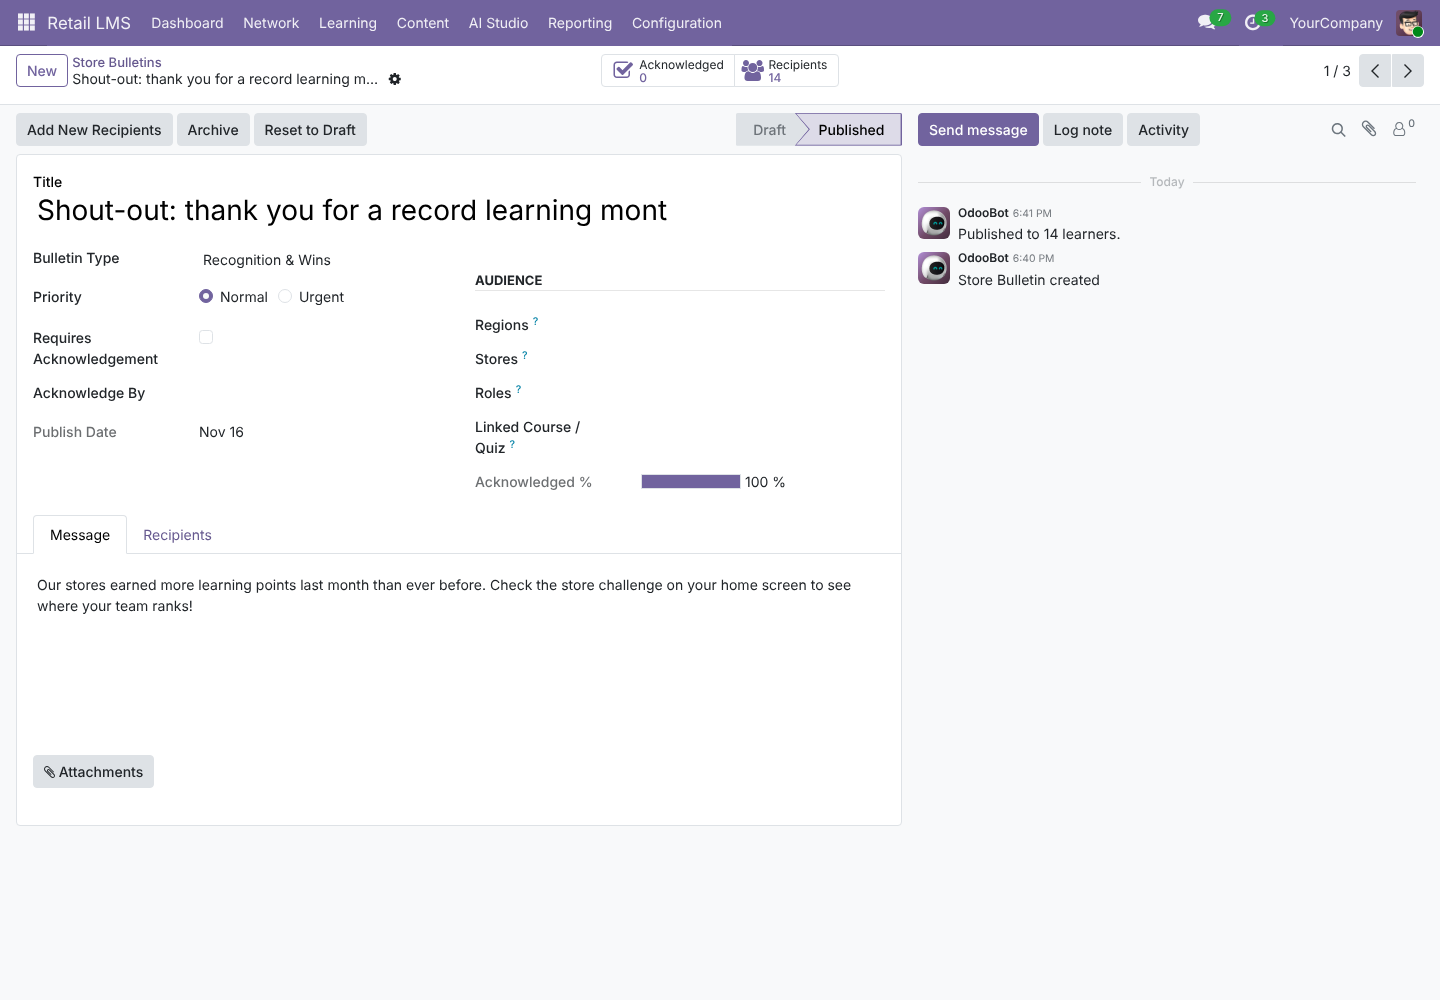 Retail LMS Dashboard Network Learning Content AI Studio Reporting Configuration 7 3 YourCompany
New
Store Bulletins
Shout-out: thank you for a record learning m...
Acknowledged
0
Recipients
14
1 / 3
Add New Recipients Archive Reset to Draft Draft Published
Send message Log note Activity 0
Title
Shout-out: thank you for a record learning mont
Bulletin Type Recognition & Wins
Priority Normal Urgent
Requires
Acknowledgement
Acknowledge By
Publish Date Nov 16
AUDIENCE
Regions ?
Stores ?
Roles ?
Linked Course /
Quiz ?
Acknowledged % 100 %
Message Recipients
Our stores earned more learning points last month than ever before. Check the store challenge on your home screen to see
where your team ranks!
Attachments
Today
OdooBot 6:41 PM
Published to 14 learners.
OdooBot 6:40 PM
Store Bulletin created